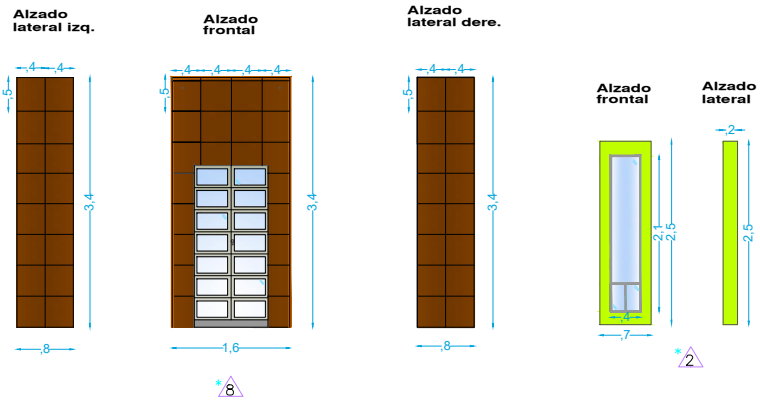 Alzado
lateral izq.
,4 ,4
,5
3,4
,8
Alzado
frontal
,4 ,4 ,4 ,4
,5
3,4
1,6
* 8
Alzado
lateral dere.
,4 ,4
,5
3,4
,8
Alzado
frontal
2,1
2,5
,4
,7
* 2
Alzado
lateral
,2
2,5